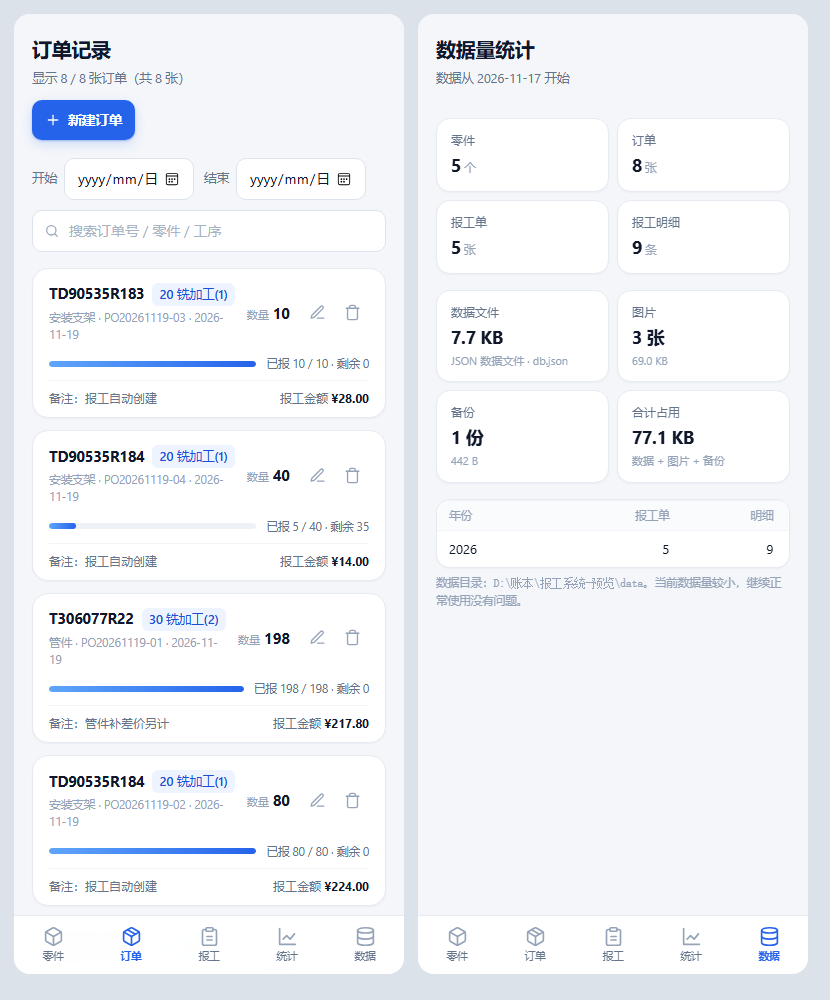 订单记录
显示 8 / 8 张订单（共 8 张）
新建订单
开始 yyyy/mm/日 结束 yyyy/mm/日
搜索订单号 / 零件 / 工序
TD90535R183 20 铣加工(1)
安装支架 · PO20261119-03 · 2026-
11-19
数量 10
已报 10 / 10 · 剩余 0
备注：报工自动创建 报工金额 ¥28.00
TD90535R184 20 铣加工(1)
安装支架 · PO20261119-04 · 2026-
11-19
数量 40
已报 5 / 40 · 剩余 35
备注：报工自动创建 报工金额 ¥14.00
T306077R22 30 铣加工(2)
管件 · PO20261119-01 · 2026-11-
19
数量 198
已报 198 / 198 · 剩余 0
备注：管件补差价另计 报工金额 ¥217.80
TD90535R184 20 铣加工(1)
安装支架 · PO20261119-02 · 2026-
11-19
数量 80
已报 80 / 80 · 剩余 0
备注：报工自动创建 报工金额 ¥224.00
零件 订单 报工 统计 数据
数据量统计
数据从 2026-11-17 开始
零件
5 个
订单
8 张
报工单
5 张
报工明细
9 条
数据文件
7.7 KB
JSON 数据文件 · db.json
图片
3 张
69.0 KB
备份
1 份
442 B
合计占用
77.1 KB
数据 + 图片 + 备份
年份 报工单 明细
2026 5 9
数据目录：D:\账本\报工系统-预览\data。当前数据量较小，继续正
常使用没有问题。
零件 订单 报工 统计 数据